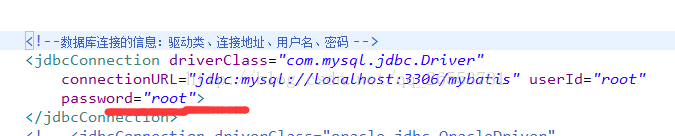 <!--数据库连接的信息：驱动类、连接地址、用户名、密码 -->
<jdbcConnection driverClass="com.mysql.jdbc.Driver"
connectionURL="jdbc:mysql://localhost:3306/mybatis" userId="root"
password="root">
</jdbcConnection>
<!-- <jdbcConnection driverClass="oracle.jdbc.OracleDriver"